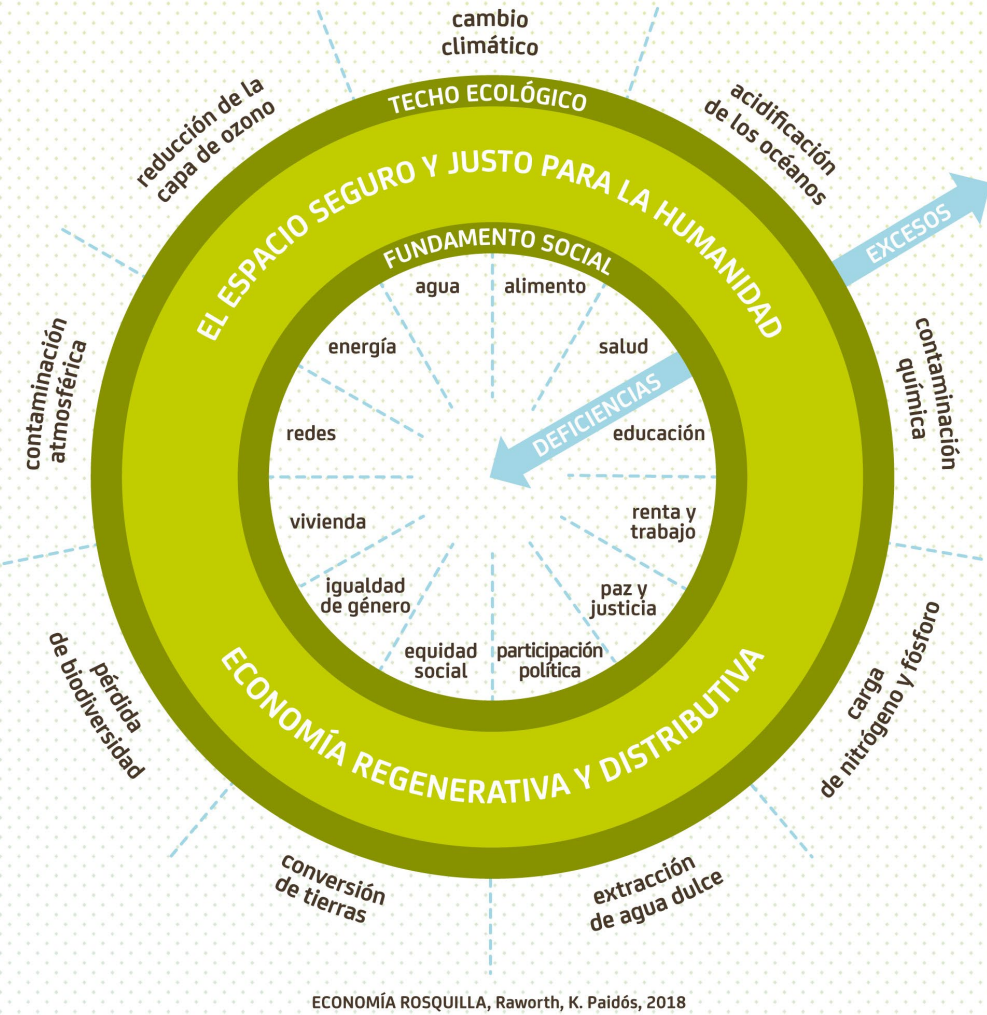 cambio
climático
TECHO ECOLÓGICO
reducción de la
capa de ozono
acidificación
de los océanos
EL ESPACIO SEGURO Y JUSTO PARA LA HUMANIDAD
EXCESOS
FUNDAMENTO SOCIAL
agua
alimento
energía
salud
contaminación
atmosférica
contaminación
química
DEFICIENCIAS
redes
educación
vivienda
renta y
trabajo
igualdad
de género
paz y
justicia
equidad
social
participación
política
pérdida
de biodiversidad
carga
de nitrógeno y fósforo
ECONOMÍA REGENERATIVA Y DISTRIBUTIVA
conversión
de tierras
extracción
de agua dulce
ECONOMÍA ROSQUILLA, Raworth, K. Paidós, 2018